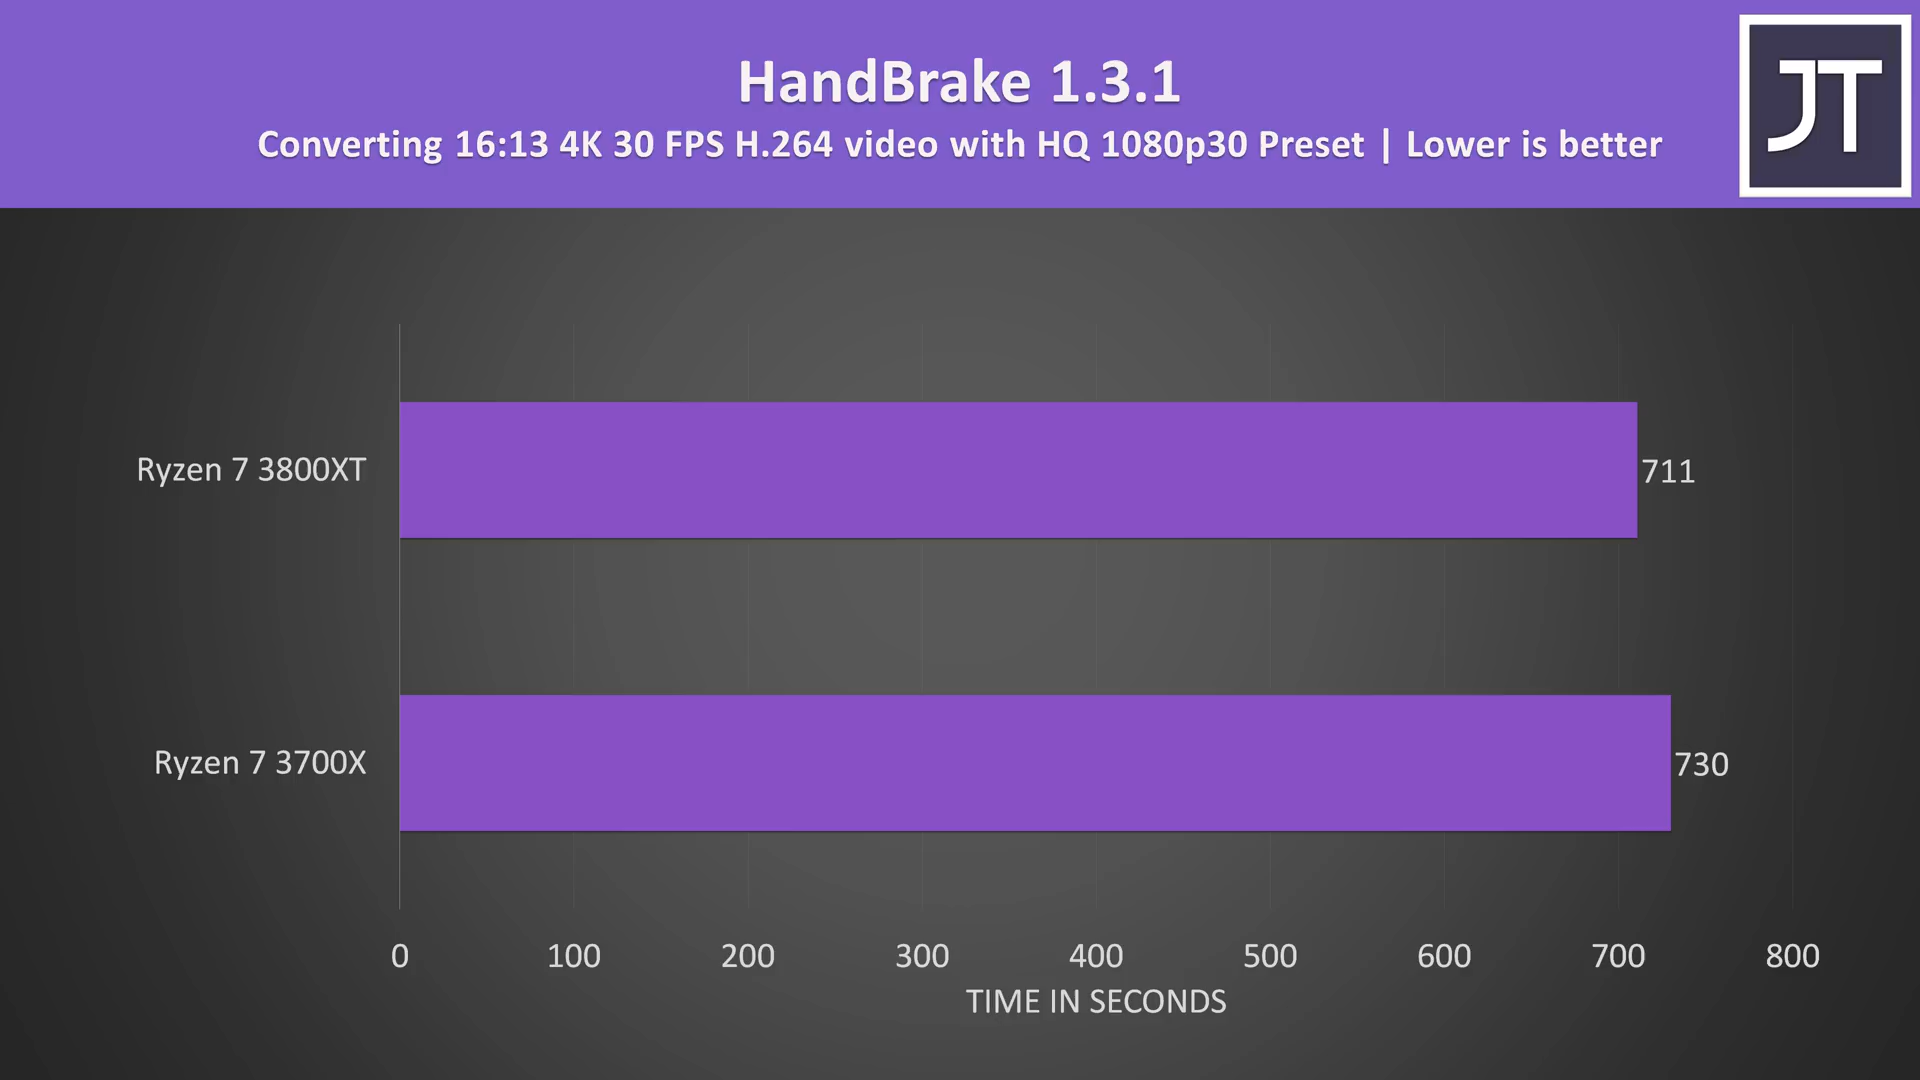 HandBrake 1.3.1
Converting 16:13 4K 30 FPS H.264 video with HQ 1080p30 Preset | Lower is better
JT
Ryzen 7 3800XT
711
Ryzen 7 3700X
730
0 100 200 300 400 500 600 700 800
TIME IN SECONDS